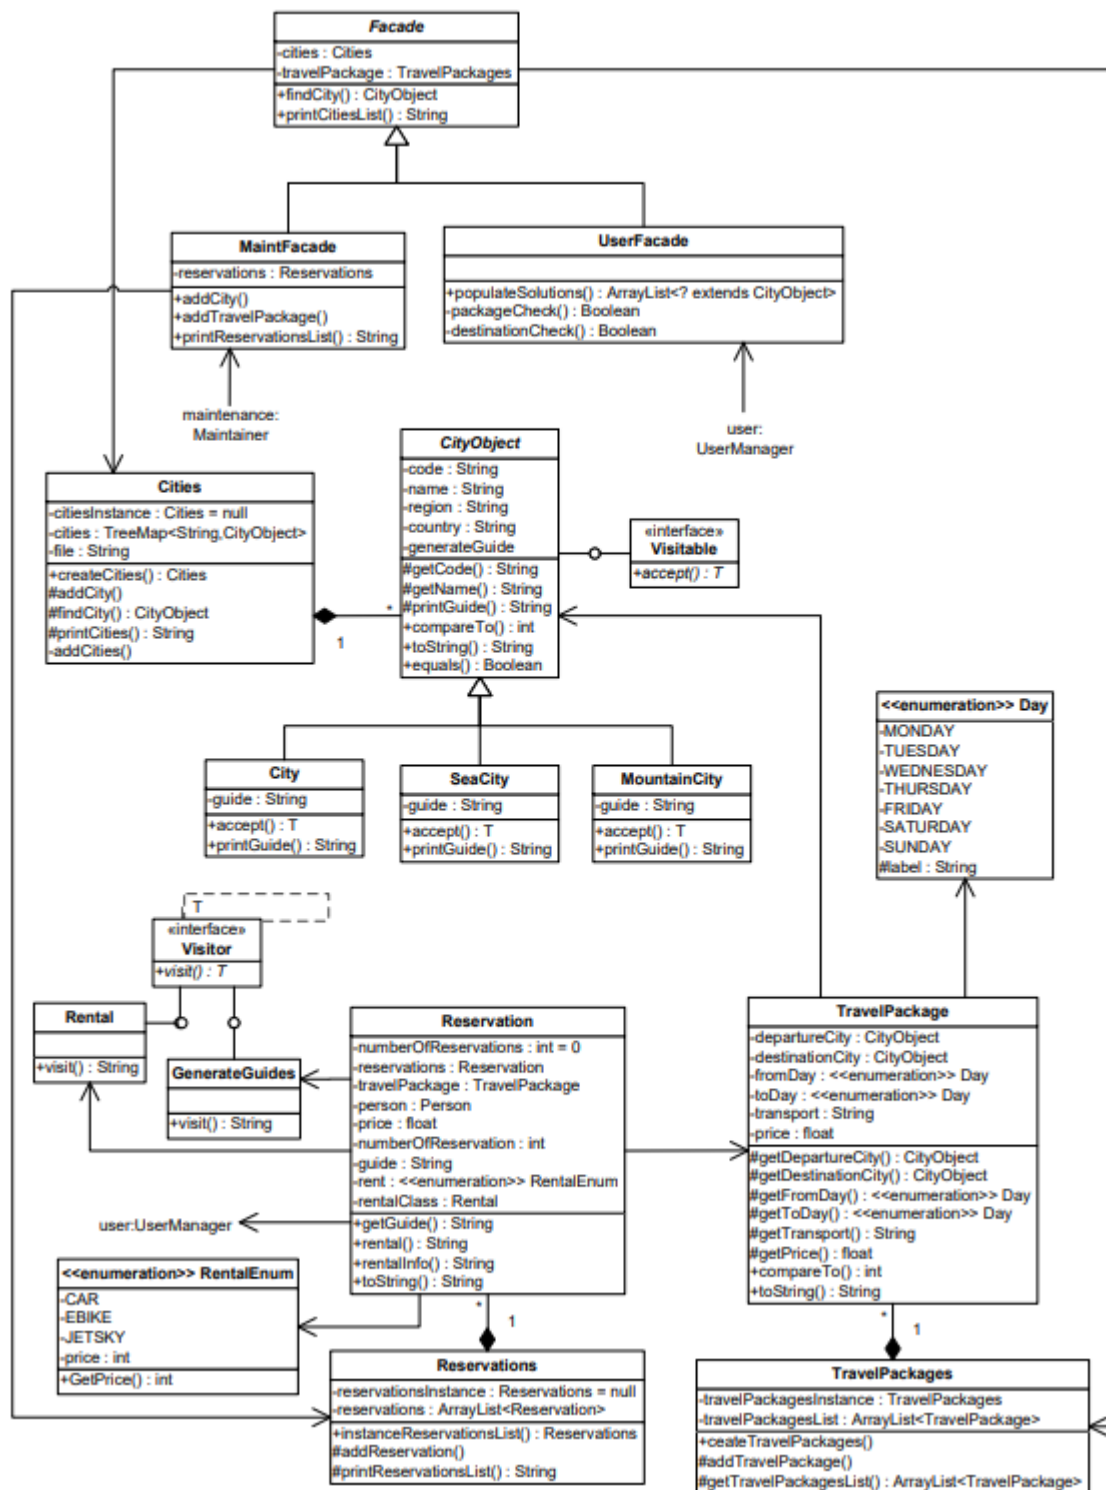 Facade
-cities : Cities
-travelPackage : TravelPackages
+findCity() : CityObject
+printCitiesList() : String
MaintFacade
-reservations : Reservations
+addCity()
+addTravelPackage()
+printReservationsList() : String
UserFacade
+populateSolutions() : ArrayList<? extends CityObject>
-packageCheck() : Boolean
-destinationCheck() : Boolean
maintenance:
Maintainer
user:
UserManager
Cities
-citiesInstance : Cities = null
-cities : TreeMap<String,CityObject>
-file : String
+createCities() : Cities
#addCity()
#findCity() : CityObject
#printCities() : String
-addCities()
1
*
CityObject
-code : String
-name : String
-region : String
-country : String
-generateGuide
#getCode() : String
#getName() : String
#printGuide() : String
+compareTo() : int
+toString() : String
+equals() : Boolean
«interface»
Visitable
+accept() : T
City
-guide : String
+accept() : T
+printGuide() : String
SeaCity
-guide : String
+accept() : T
+printGuide() : String
MountainCity
-guide : String
+accept() : T
+printGuide() : String
<<enumeration>> Day
-MONDAY
-TUESDAY
-WEDNESDAY
-THURSDAY
-FRIDAY
-SATURDAY
-SUNDAY
#label : String
T
«interface»
Visitor
+visit() : T
Rental
+visit() : String
GenerateGuides
+visit() : String
Reservation
-numberOfReservations : int = 0
-reservations : Reservation
-travelPackage : TravelPackage
-person : Person
-price : float
-numberOfReservation : int
-guide : String
-rent : <<enumeration>> RentalEnum
-rentalClass : Rental
+getGuide() : String
+rental() : String
+rentalInfo() : String
+toString() : String
user:UserManager
TravelPackage
-departureCity : CityObject
-destinationCity : CityObject
-fromDay : <<enumeration>> Day
-toDay : <<enumeration>> Day
-transport : String
-price : float
#getDepartureCity() : CityObject
#getDestinationCity() : CityObject
#getFromDay() : <<enumeration>> Day
#getToDay() : <<enumeration>> Day
#getTransport() : String
#getPrice() : float
+compareTo() : int
+toString() : String
<<enumeration>> RentalEnum
-CAR
-EBIKE
-JETSKY
-price : int
+GetPrice() : int
*
1
Reservations
-reservationsInstance : Reservations = null
-reservations : ArrayList<Reservation>
+instanceReservationsList() : Reservations
#addReservation()
#printReservationsList() : String
*
1
TravelPackages
-travelPackagesInstance : TravelPackages
-travelPackagesList : ArrayList<TravelPackage>
+ceateTravelPackages()
#addTravelPackage()
#getTravelPackagesList() : ArrayList<TravelPackage>